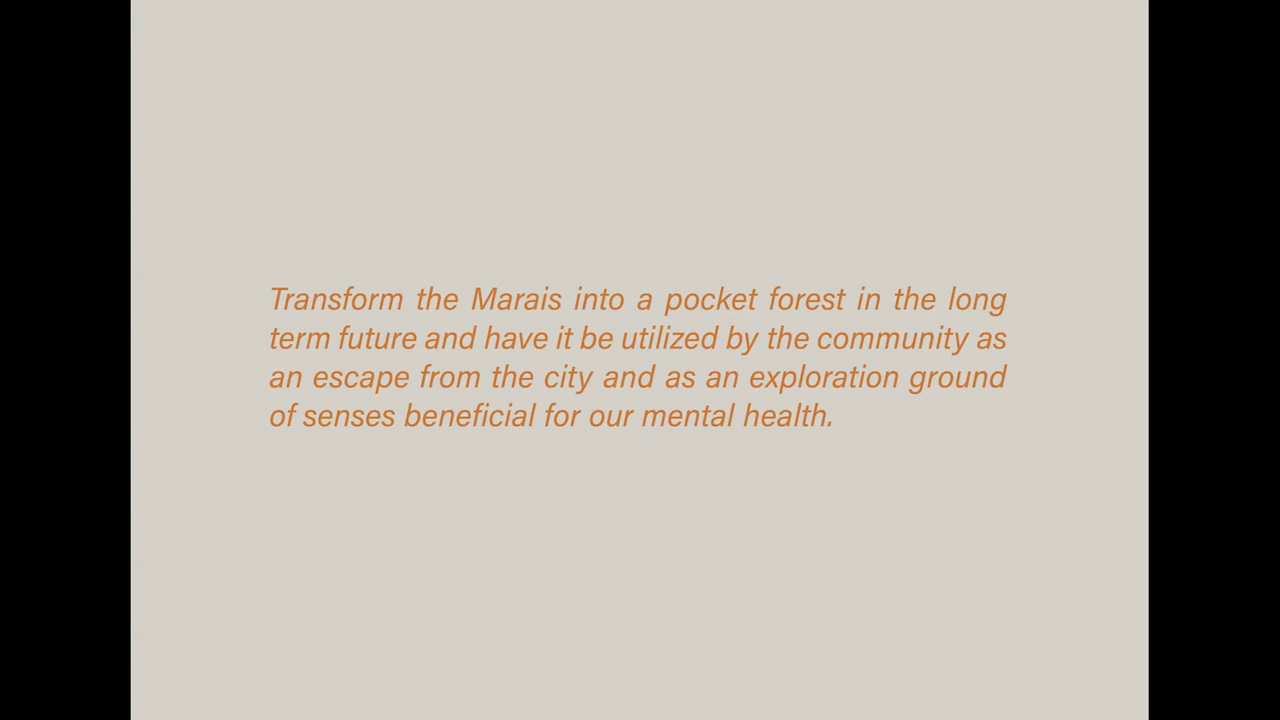 Transform the Marais into a pocket forest in the long
term future and have it be utilized by the community as
an escape from the city and as an exploration ground
of senses beneficial for our mental health.